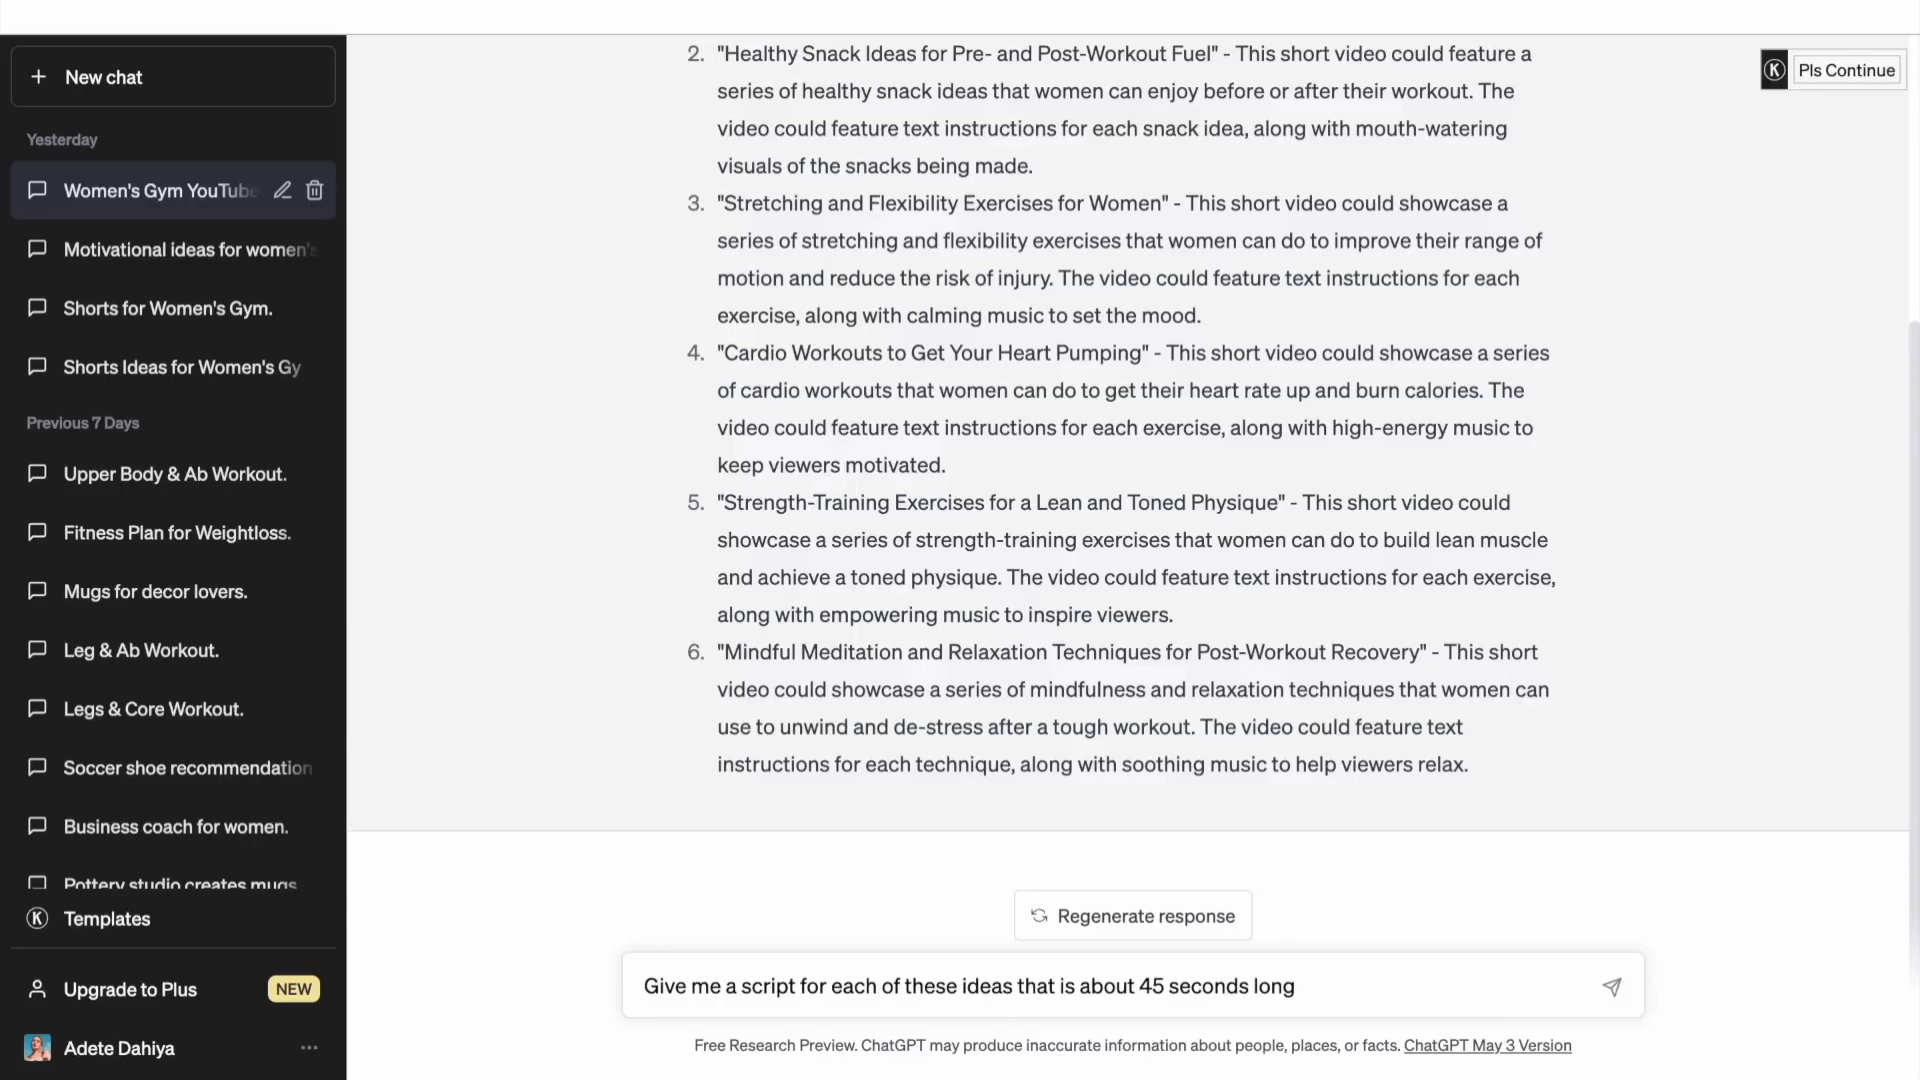 New chat
Yesterday
Women's Gym YouTube
Motivational ideas for women's
Shorts for Women's Gym.
Shorts Ideas for Women's Gy
Previous 7 Days
Upper Body & Ab Workout.
Fitness Plan for Weightloss.
Mugs for decor lovers.
Leg & Ab Workout.
Legs & Core Workout.
Soccer shoe recommendation
Business coach for women.
Pottery studio creates mugs
K Templates
Upgrade to Plus NEW
Adete Dahiya
2. "Healthy Snack Ideas for Pre- and Post-Workout Fuel" - This short video could feature a
series of healthy snack ideas that women can enjoy before or after their workout. The
video could feature text instructions for each snack idea, along with mouth-watering
visuals of the snacks being made.
3. "Stretching and Flexibility Exercises for Women" - This short video could showcase a
series of stretching and flexibility exercises that women can do to improve their range of
motion and reduce the risk of injury. The video could feature text instructions for each
exercise, along with calming music to set the mood.
4. "Cardio Workouts to Get Your Heart Pumping" - This short video could showcase a series
of cardio workouts that women can do to get their heart rate up and burn calories. The
video could feature text instructions for each exercise, along with high-energy music to
keep viewers motivated.
5. "Strength-Training Exercises for a Lean and Toned Physique" - This short video could
showcase a series of strength-training exercises that women can do to build lean muscle
and achieve a toned physique. The video could feature text instructions for each exercise,
along with empowering music to inspire viewers.
6. "Mindful Meditation and Relaxation Techniques for Post-Workout Recovery" - This short
video could showcase a series of mindfulness and relaxation techniques that women can
use to unwind and de-stress after a tough workout. The video could feature text
instructions for each technique, along with soothing music to help viewers relax.
K Pls Continue
Regenerate response
Give me a script for each of these ideas that is about 45 seconds long
Free Research Preview. ChatGPT may produce inaccurate information about people, places, or facts. ChatGPT May 3 Version